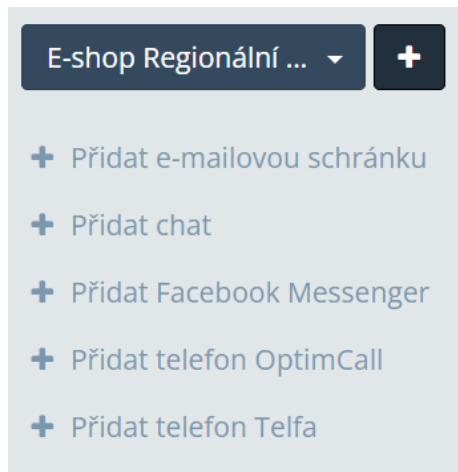 E-shop Regionální ...
Přidat e-mailovou schránku
Přidat chat
Přidat Facebook Messenger
Přidat telefon OptimCall
Přidat telefon Telfa